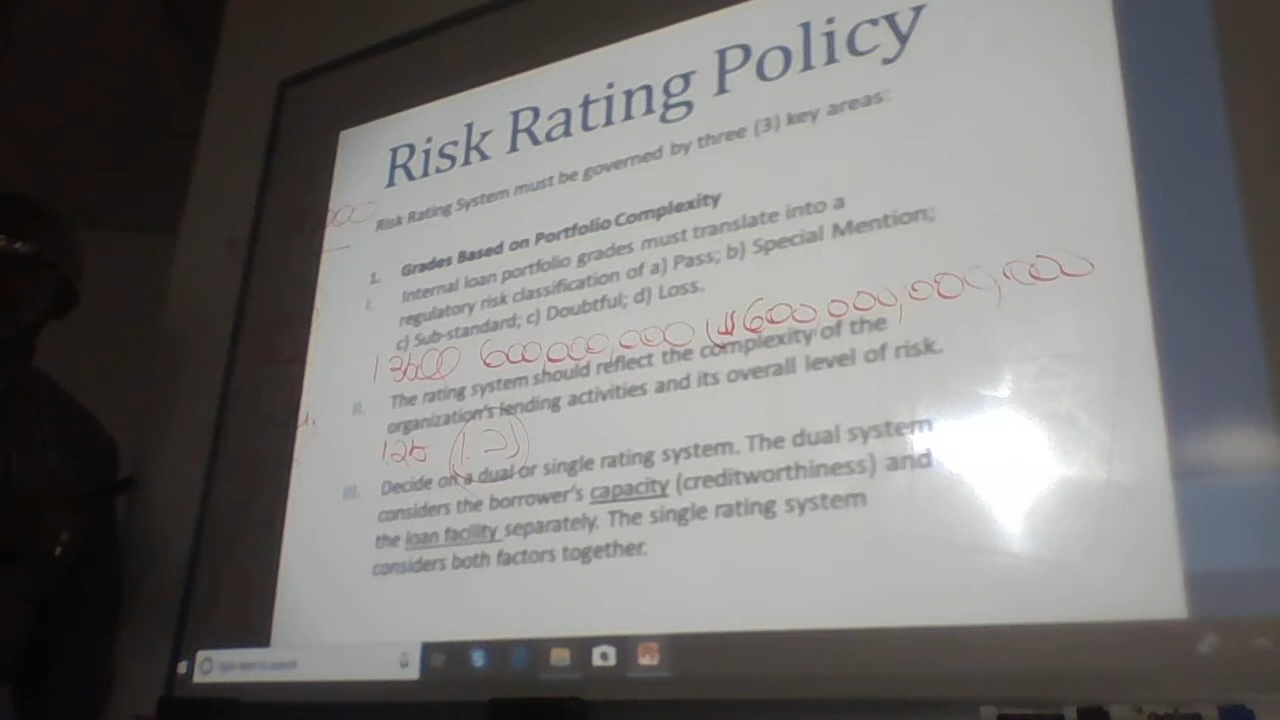 Risk Rating Policy
Risk Rating System must be governed by three (3) key areas:
1. Grades Based on Portfolio Complexity
I. Internal loan portfolio grades must translate into a
regulatory risk classification of a) Pass; b) Special Mention;
c) Sub-standard; c) Doubtful; d) Loss.
600,000,000 600,000,000,000
II. The rating system should reflect the complexity of the
organization's lending activities and its overall level of risk.
III. Decide on a dual or single rating system. The dual system
considers the borrower's capacity (creditworthiness) and
the loan facility separately. The single rating system
considers both factors together.